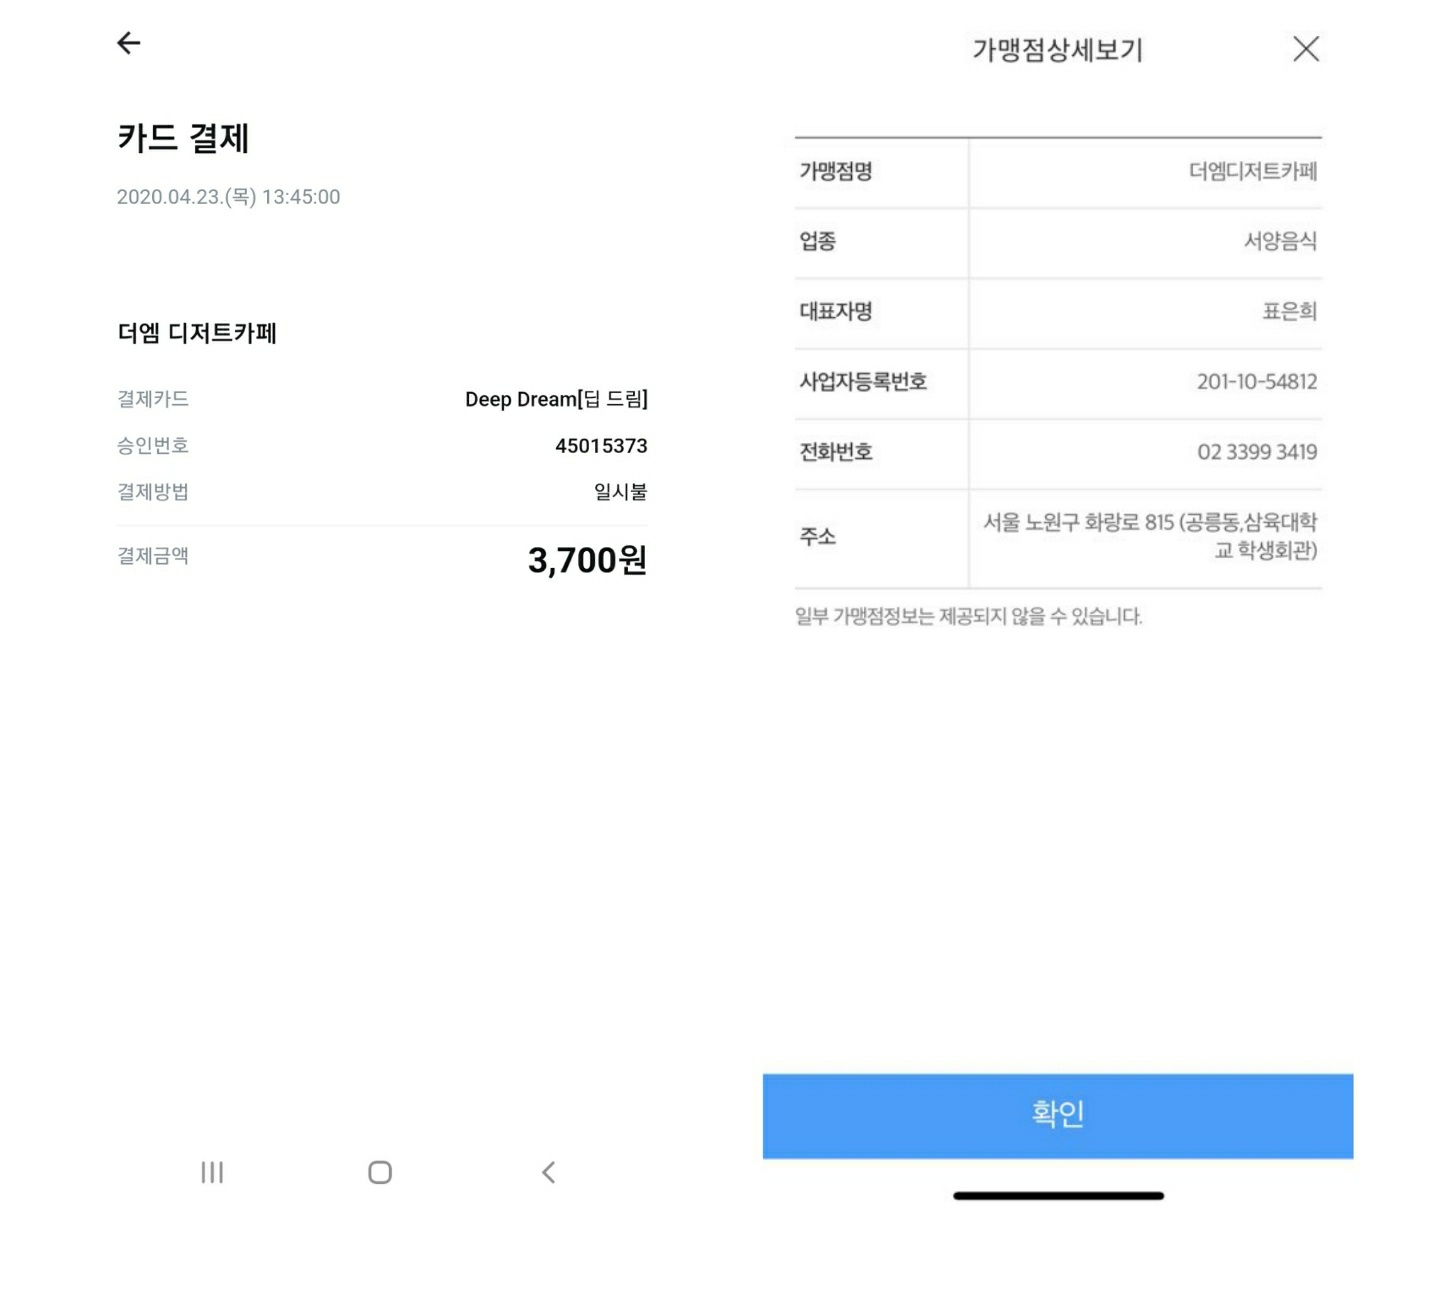 카드 결제
2020.04.23.(목) 13:45:00
더엠 디저트카페
결제카드 Deep Dream[딥 드림]
승인번호 45015373
결제방법 일시불
결제금액 3,700원
가맹점상세보기
가맹점명 더엠디저트카페
업종 서양음식
대표자명 표은희
사업자등록번호 201-10-54812
전화번호 02 3399 3419
주소 서울 노원구 화랑로 815 (공릉동,삼육대학
교 학생회관)
일부 가맹점정보는 제공되지 않을 수 있습니다.
확인